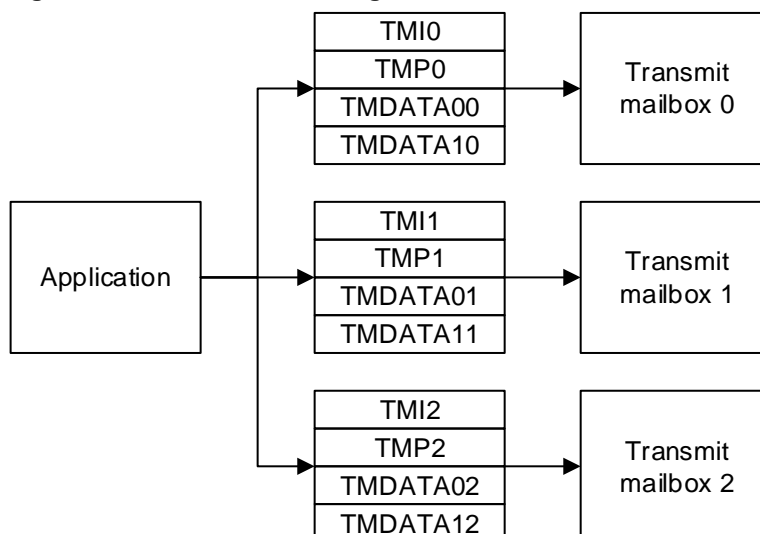 TMI0
TMP0
TMDATA00
TMDATA10
Transmit
mailbox 0
Application
TMI1
TMP1
TMDATA01
TMDATA11
Transmit
mailbox 1
TMI2
TMP2
TMDATA02
TMDATA12
Transmit
mailbox 2